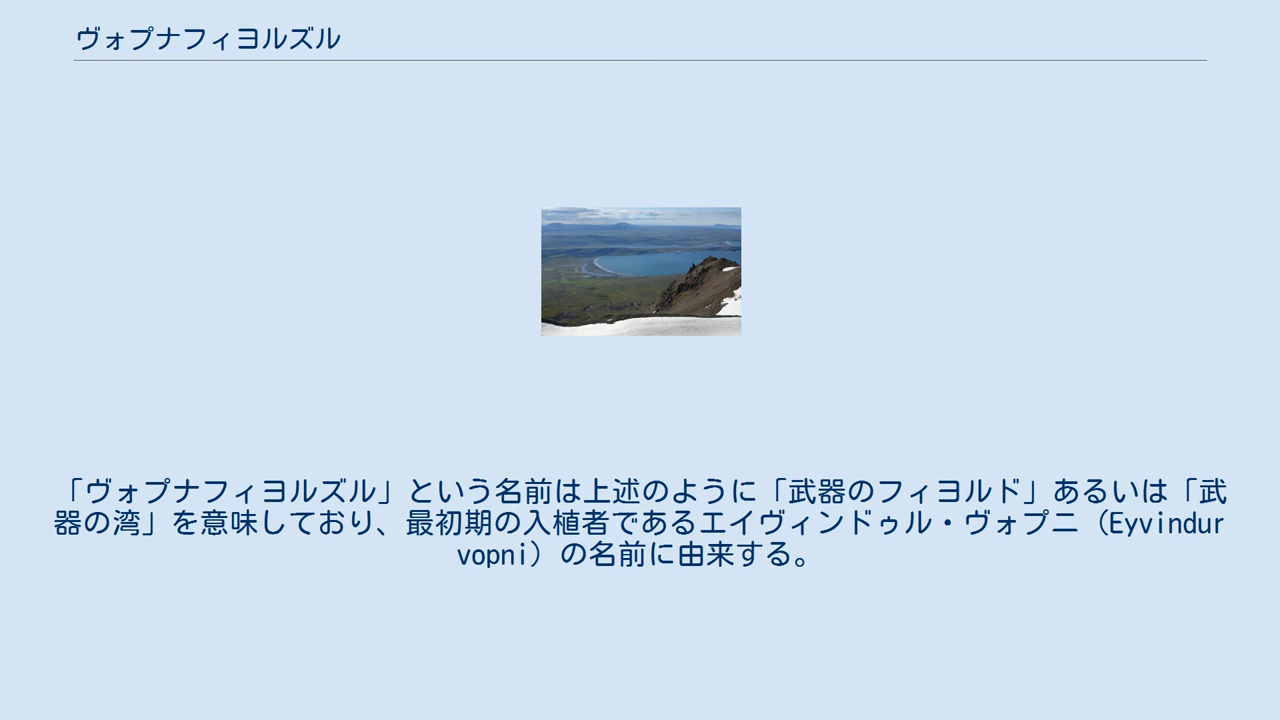 ヴォプナフィヨルズル
「ヴォプナフィヨルズル」という名前は上述のように「武器のフィヨルド」あるいは「武
器の湾」を意味しており、最初期の入植者であるエイヴィンドゥル・ヴォプニ（Eyvindur
vopni）の名前に由来する。